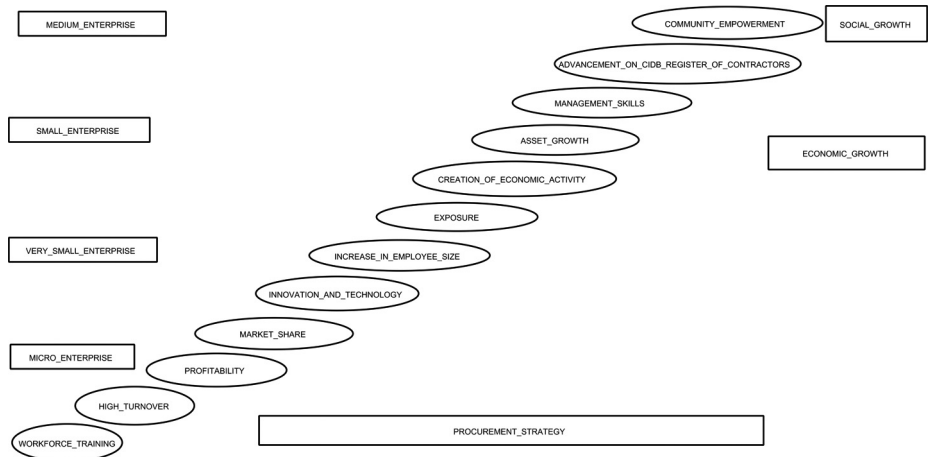 MEDIUM_ENTERPRISE
COMMUNITY_EMPOWERMENT
SOCIAL_GROWTH
ADVANCEMENT_ON_CIDB_REGISTER_OF_CONTRACTORS
MANAGEMENT_SKILLS
SMALL_ENTERPRISE
ASSET_GROWTH
ECONOMIC_GROWTH
CREATION_OF_ECONOMIC_ACTIVITY
EXPOSURE
VERY_SMALL_ENTERPRISE
INCREASE_IN_EMPLOYEE_SIZE
INNOVATION_AND_TECHNOLOGY
MARKET_SHARE
MICRO_ENTERPRISE
PROFITABILITY
HIGH_TURNOVER
PROCUREMENT_STRATEGY
WORKFORCE_TRAINING